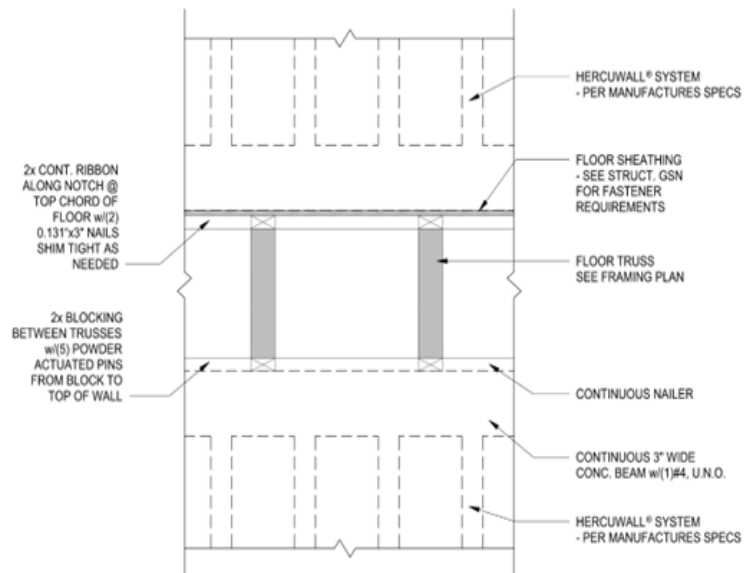 HERCUWALL® SYSTEM
- PER MANUFACTURES SPECS
2x CONT. RIBBON
ALONG NOTCH @
TOP CHORD OF
FLOOR w/(2)
0.131"x3" NAILS
SHIM TIGHT AS
NEEDED
FLOOR SHEATHING
- SEE STRUCT. GSN
FOR FASTENER
REQUIREMENTS
FLOOR TRUSS
SEE FRAMING PLAN
2x BLOCKING
BETWEEN TRUSSES
w/(5) POWDER
ACTUATED PINS
FROM BLOCK TO
TOP OF WALL
CONTINUOUS NAILER
CONTINUOUS 3" WIDE
CONC. BEAM w/(1)#4, U.N.O.
HERCUWALL® SYSTEM
- PER MANUFACTURES SPECS